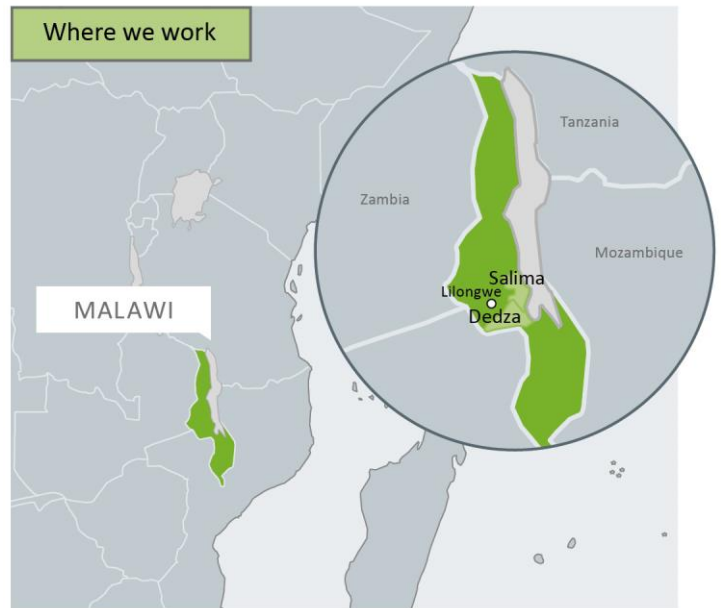 Where we work
Tanzania
Zambia
Mozambique
Salima
Lilongwe
MALAWI
Dedza